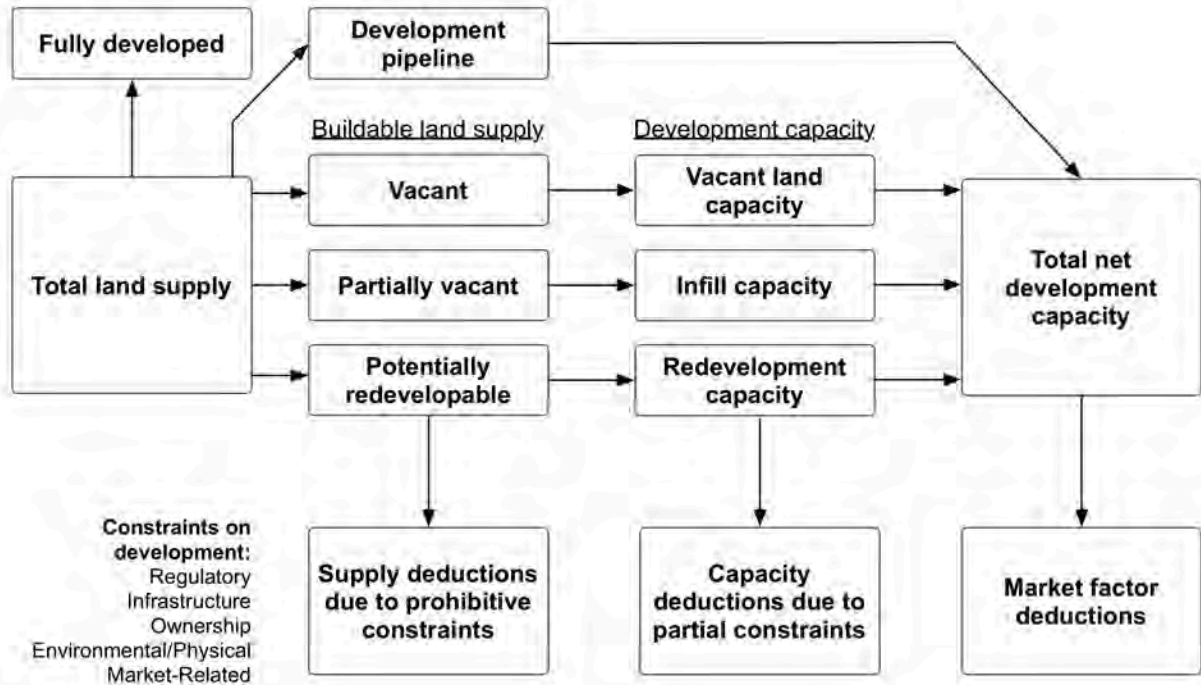 Fully developed
Development
pipeline
Buildable land supply
Development capacity
Total land supply
Vacant
Vacant land
capacity
Partially vacant
Infill capacity
Potentially
redevelopable
Redevelopment
capacity
Total net
development
capacity
Constraints on
development:
Regulatory
Infrastructure
Ownership
Environmental/Physical
Market-Related
Supply deductions
due to prohibitive
constraints
Capacity
deductions due to
partial constraints
Market factor
deductions